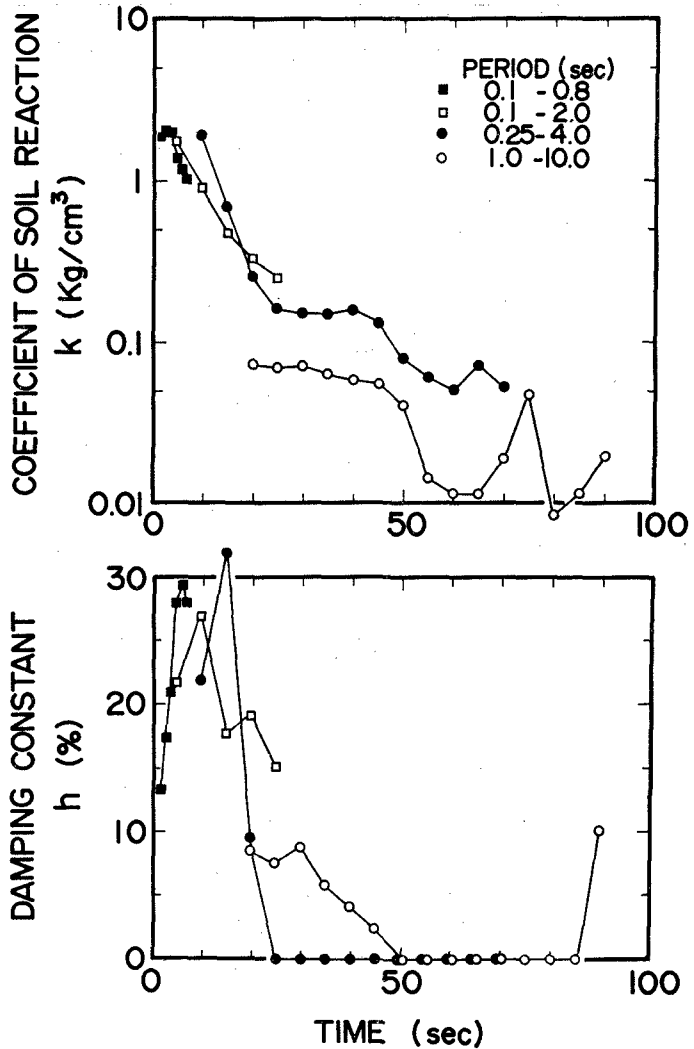 10
1
0.1
0.01
COEFFICIENT OF SOIL REACTION
k (Kg/cm³)
PERIOD (sec)
0.1 - 0.8
0.1 - 2.0
0.25-4.0
1.0 -10.0
0
50
100
30
20
10
0
DAMPING CONSTANT
h (%)
0
50
100
TIME (sec)